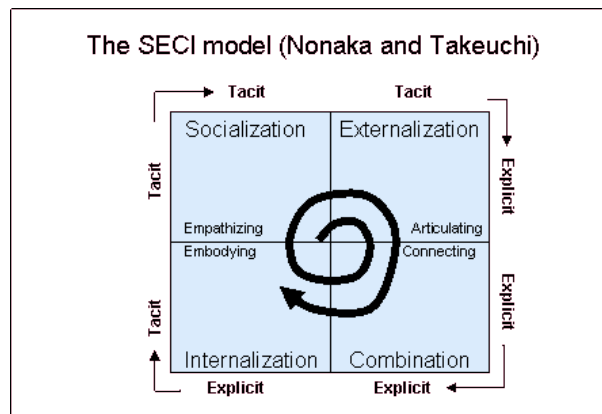 The SECI model (Nonaka and Takeuchi)
Tacit Tacit
Socialization Externalization
Tacit
Explicit
Empathizing Articulating
Embodying Connecting
Tacit
Explicit
Internalization Combination
Explicit Explicit